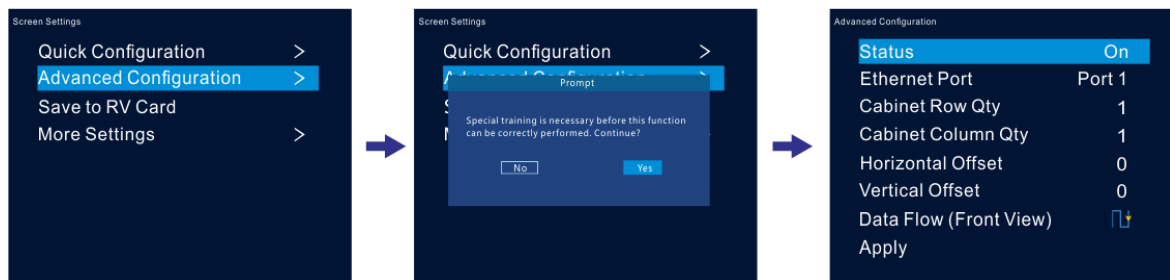 Screen Settings
Quick Configuration >
Advanced Configuration >
Save to RV Card
More Settings >
Screen Settings
Quick Configuration >
Advanced Configuration >
Prompt
Special training is necessary before this function
can be correctly performed. Continue?
No Yes
Advanced Configuration
Status On
Ethernet Port Port 1
Cabinet Row Qty 1
Cabinet Column Qty 1
Horizontal Offset 0
Vertical Offset 0
Data Flow (Front View)
Apply